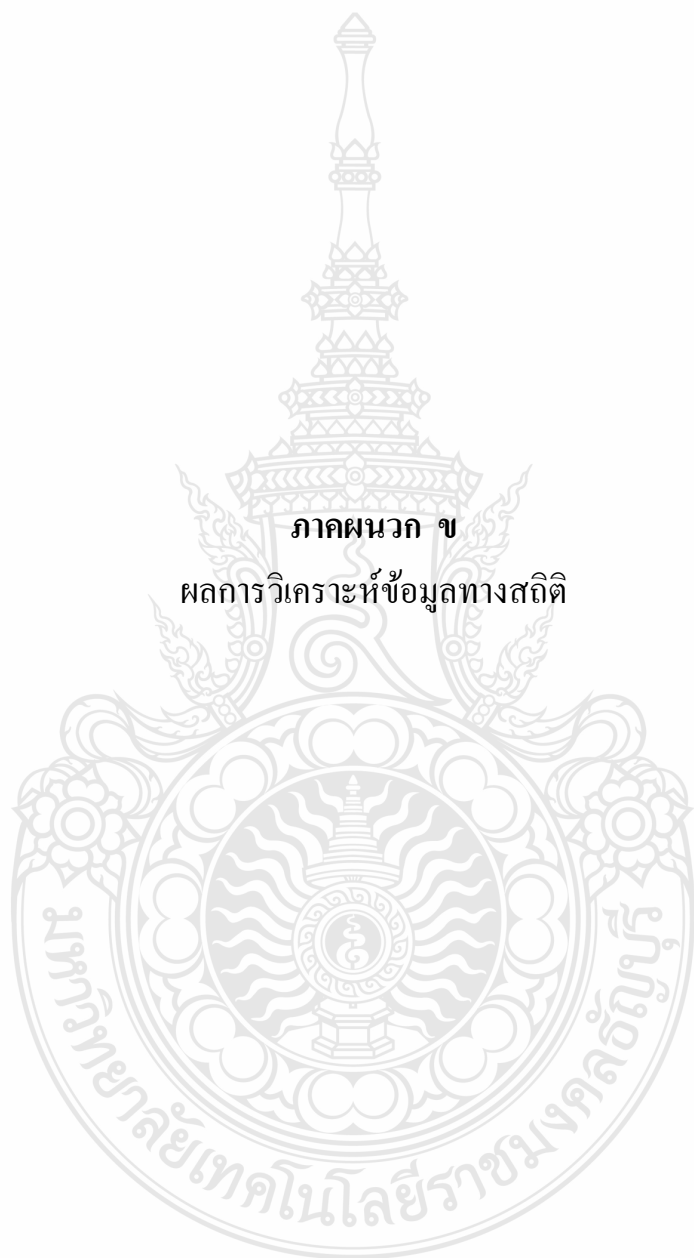 ภาคผนวก ข
ผลการวิเคราะห์ข้อมูลทางสถิติ
มหาวิทยาลัยเทคโนโลยีราชมงคลธัญบุรี